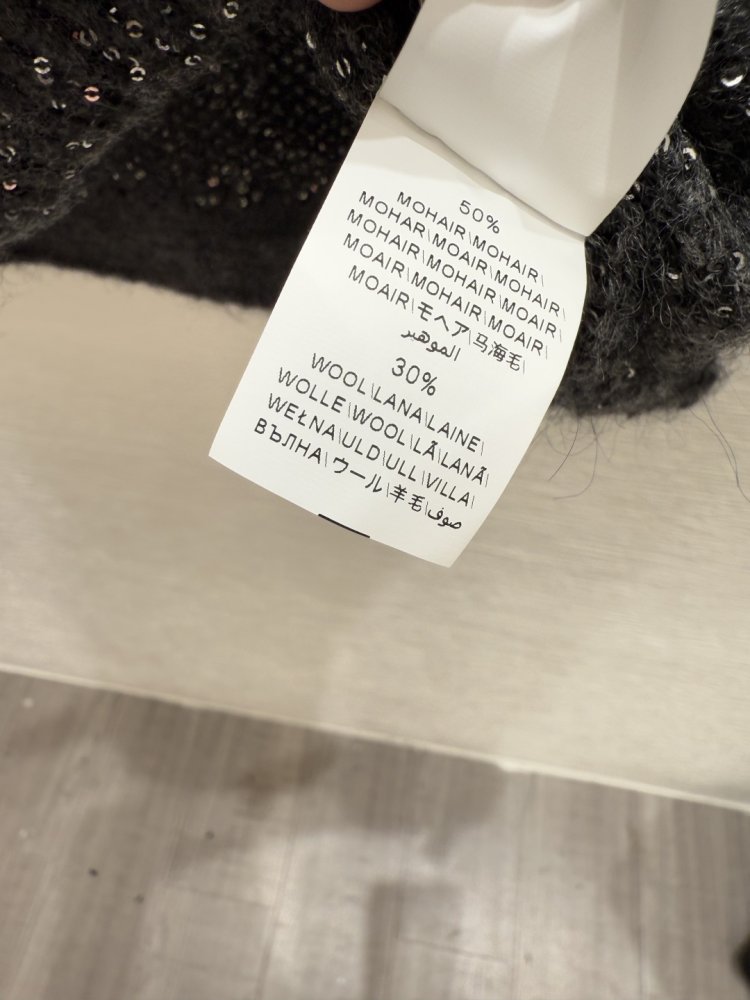 50%
MOHAIR\MOHAIR\
MOHAR\MOAIR\MOHAIR\
MOHAIR\MOHAIR\MOAIR\
MOAIR\MOHAIR\MOAIR\
MOAIR\モヘア\马海毛\
الموهير
30%
WOOL\LANA\LAINE\
WOLLE\WOOL\LÃ\LANĂ\
WEŁNA\ULD\ULL\VILLA\
ВЪЛНА\ウール\羊毛\صوف